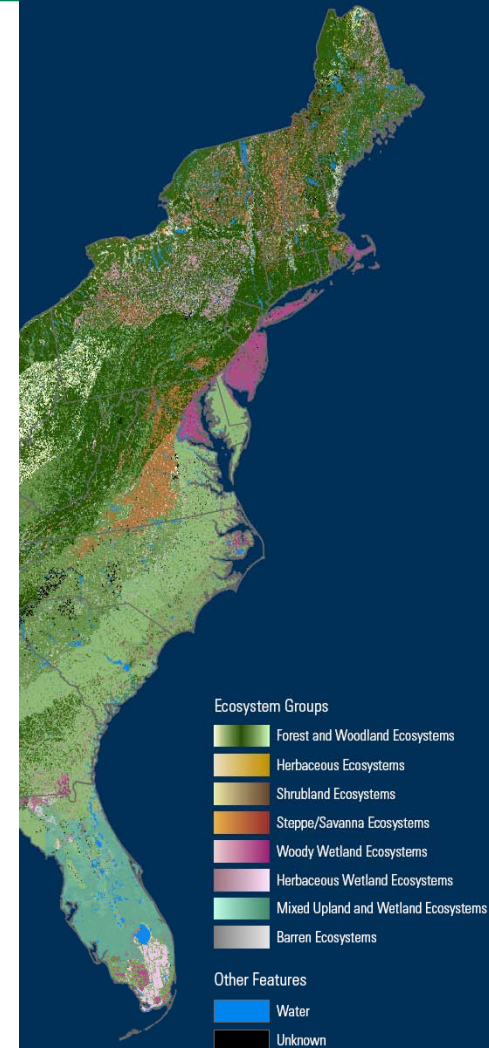 Ecosystem Groups
Forest and Woodland Ecosystems
Herbaceous Ecosystems
Shrubland Ecosystems
Steppe/Savanna Ecosystems
Woody Wetland Ecosystems
Herbaceous Wetland Ecosystems
Mixed Upland and Wetland Ecosystems
Barren Ecosystems
Other Features
Water
Unknown